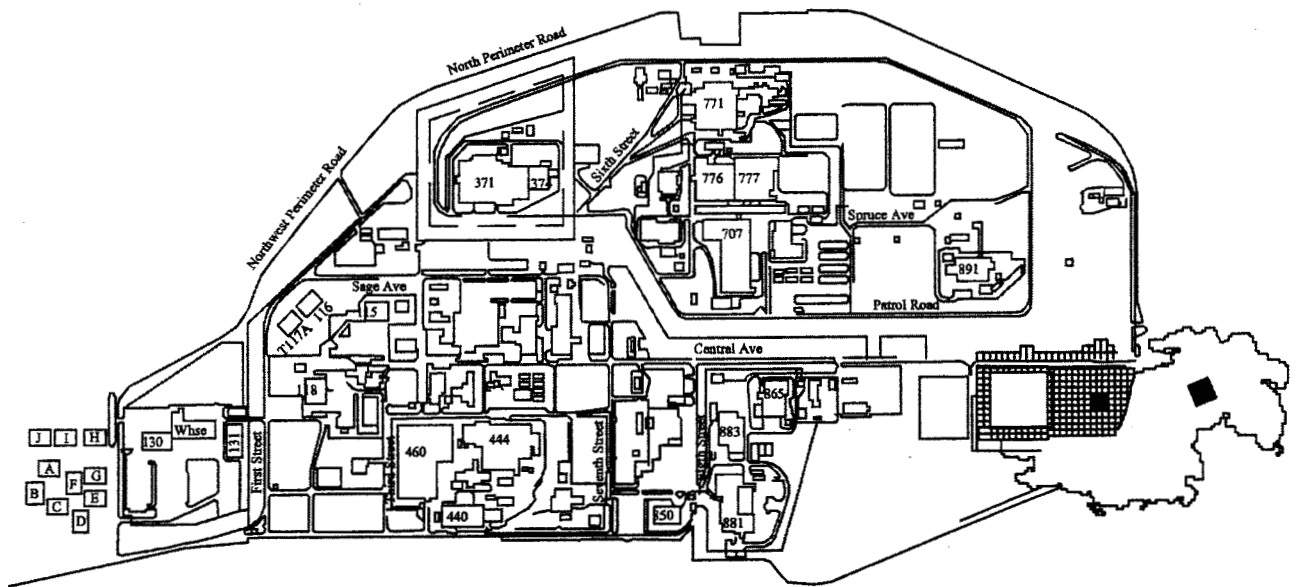 North Perimeter Road
771
Sixth Street
Northwest Perimeter Road
371
374
776
777
Spruce Ave
707
891
Sage Ave
Patrol Road
T117A
116
15
Central Ave
118
865
J
I
H
130
Whse
131
First Street
460
444
Seventh Street
883
A
G
F
B
E
C
D
440
850
881